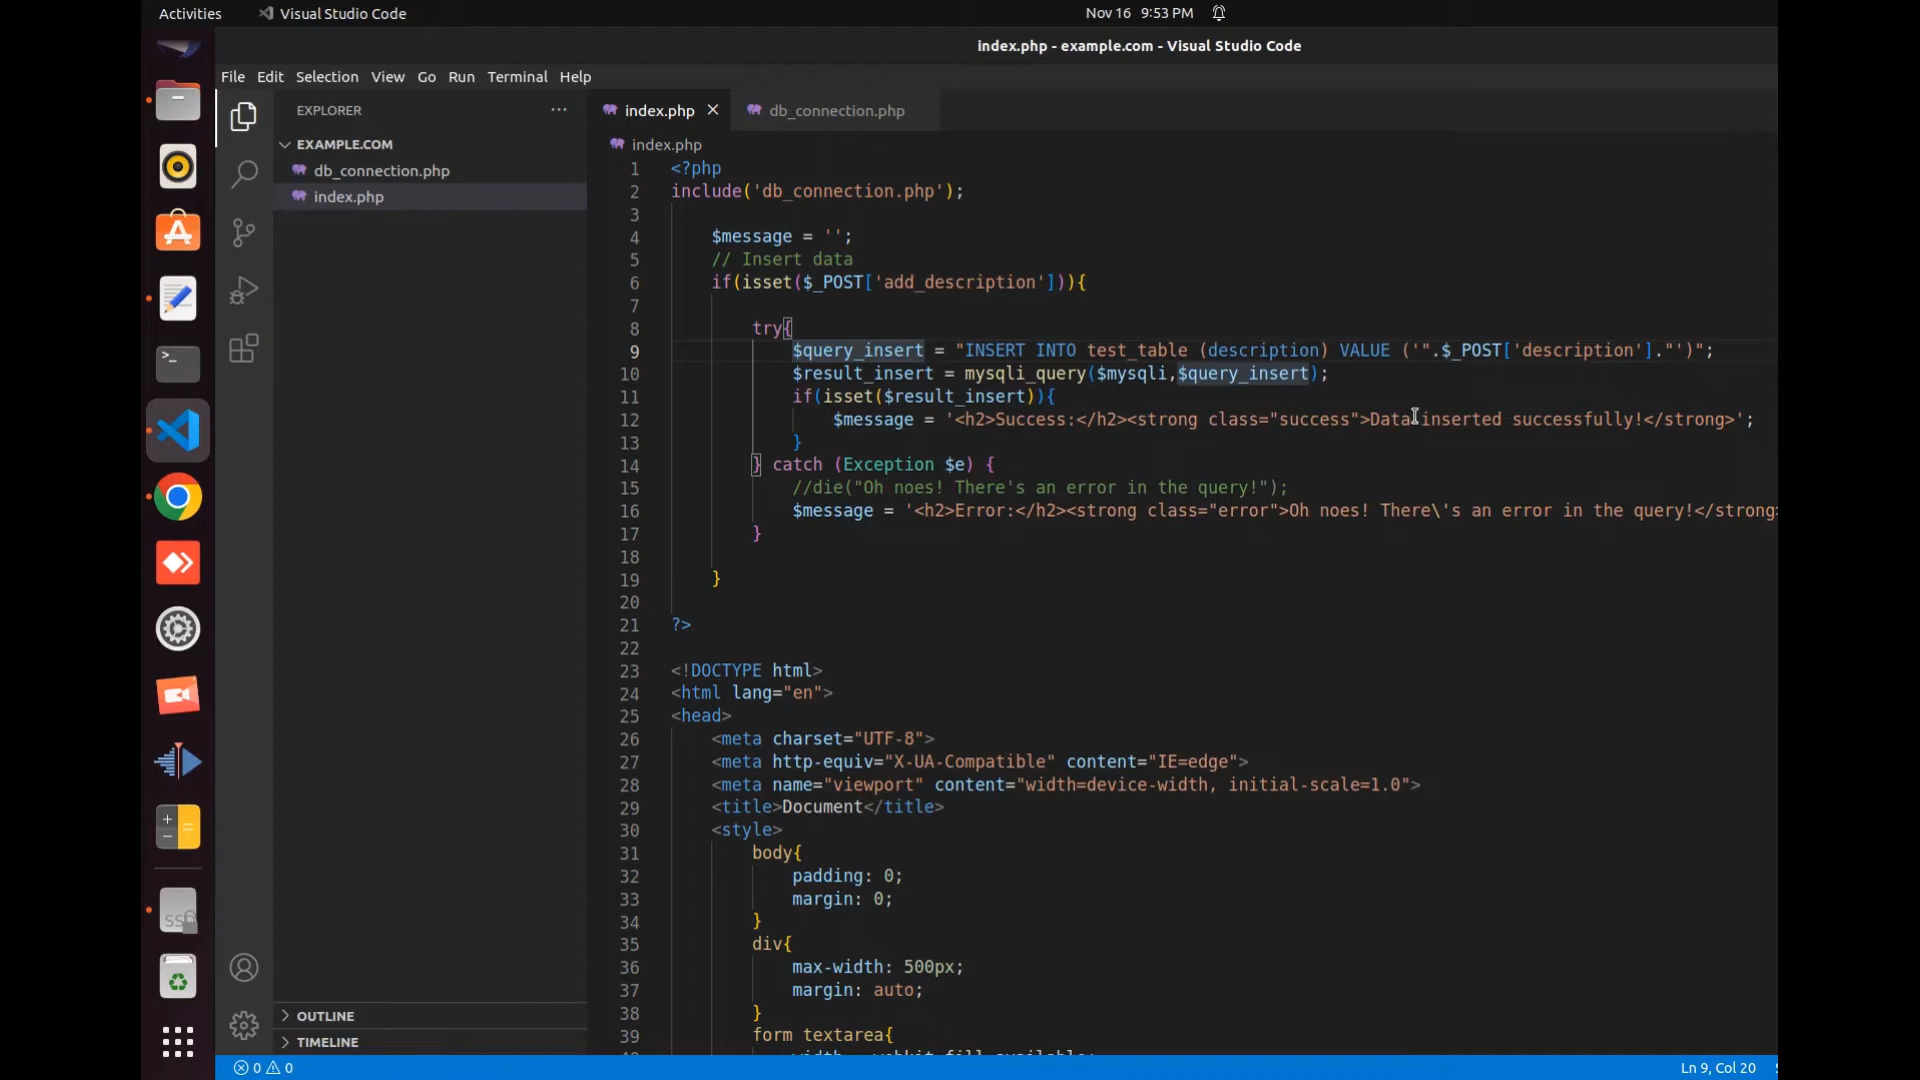 Activities
Visual Studio Code
Nov 16 9:53 PM
index.php - example.com - Visual Studio Code
File Edit Selection View Go Run Terminal Help
EXPLORER
index.php
db_connection.php
EXAMPLE.COM
db_connection.php
index.php
index.php
1 <?php
2 include('db_connection.php');
3
4 $message = '';
5 // Insert data
6 if(isset($_POST['add_description'])){
7
8 try{
9 $query_insert = "INSERT INTO test_table (description) VALUE ('".$_POST['description']."')";
10 $result_insert = mysqli_query($mysqli,$query_insert);
11 if(isset($result_insert)){
12 $message = '<h2>Success:</h2><strong class="success">Data inserted successfully!</strong>';
13 }
14 } catch (Exception $e) {
15 //die("Oh noes! There's an error in the query!");
16 $message = '<h2>Error:</h2><strong class="error">Oh noes! There\'s an error in the query!</strong>
17 }
18
19 }
20
21 ?>
22
23 <!DOCTYPE html>
24 <html lang="en">
25 <head>
26 <meta charset="UTF-8">
27 <meta http-equiv="X-UA-Compatible" content="IE=edge">
28 <meta name="viewport" content="width=device-width, initial-scale=1.0">
29 <title>Document</title>
30 <style>
31 body{
32 padding: 0;
33 margin: 0;
34 }
35 div{
36 max-width: 500px;
37 margin: auto;
38 }
39 form textarea{
OUTLINE
TIMELINE
0 0
Ln 9, Col 20